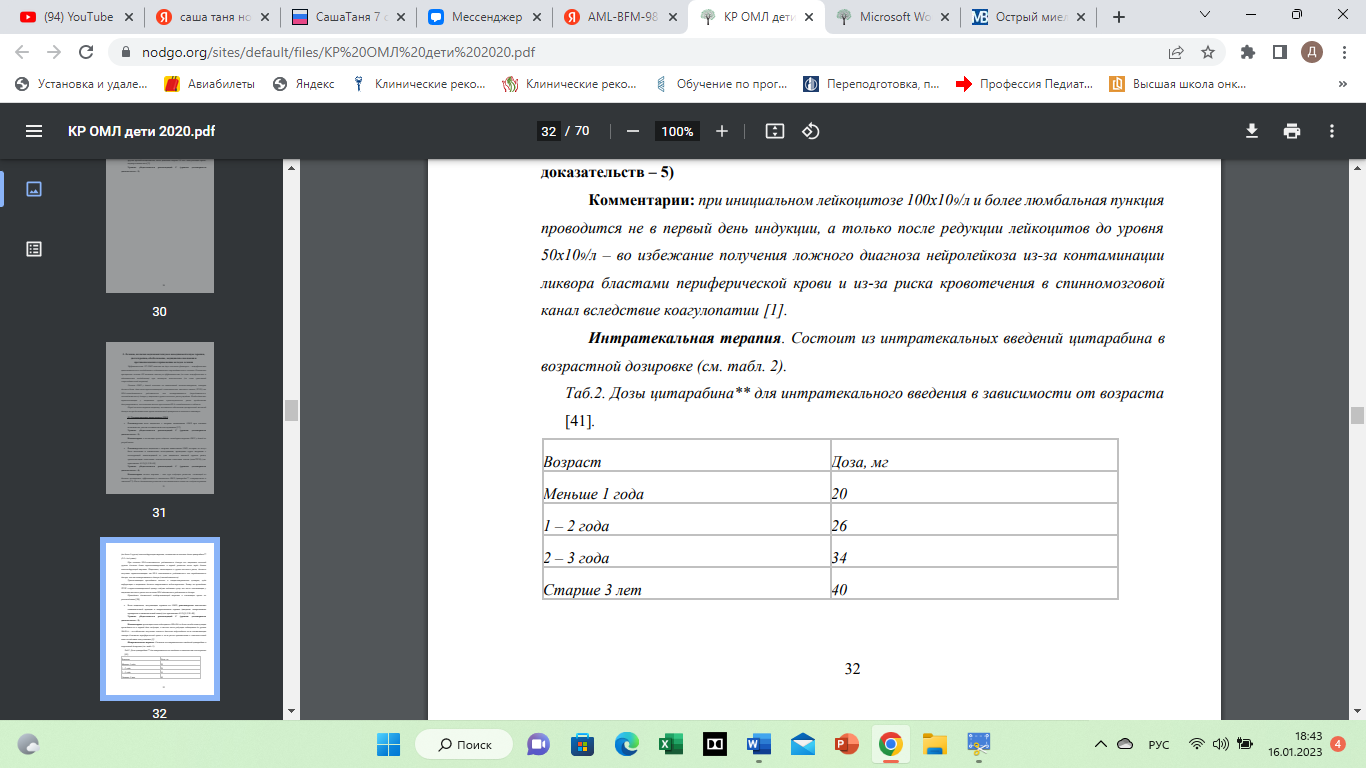 (94) YouTube
саша таня но
СашаТаня 7 с
Мессенджер
AML-BFM-98
КР ОМЛ дети
Microsoft Wo
Острый миел
nodgo.org/sites/default/files/КР%20ОМЛ%20дети%202020.pdf
Д
Установка и удале...
Авиабилеты
Яндекс
Клинические реко...
Клинические реко...
Обучение по прог...
Переподготовка, п...
Профессия Педиат...
Высшая школа онк...
»
КР ОМЛ дети 2020.pdf
32 / 70
100%
30
31
32
доказательств – 5)
Комментарии: при инициальном лейкоцитозе 100х10₉/л и более люмбальная пункция
проводится не в первый день индукции, а только после редукции лейкоцитов до уровня
50х10₉/л – во избежание получения ложного диагноза нейролейкоза из-за контаминации
ликвора бластами периферической крови и из-за риска кровотечения в спинномозговой
канал вследствие коагулопатии [1].
Интратекальная терапия. Состоит из интратекальных введений цитарабина в
возрастной дозировке (см. табл. 2).
Таб.2. Дозы цитарабина** для интратекального введения в зависимости от возраста
[41].
Возраст Доза, мг
Меньше 1 года 20
1 – 2 года 26
2 – 3 года 34
Старше 3 лет 40
32
Поиск
РУС
18:43
16.01.2023
4